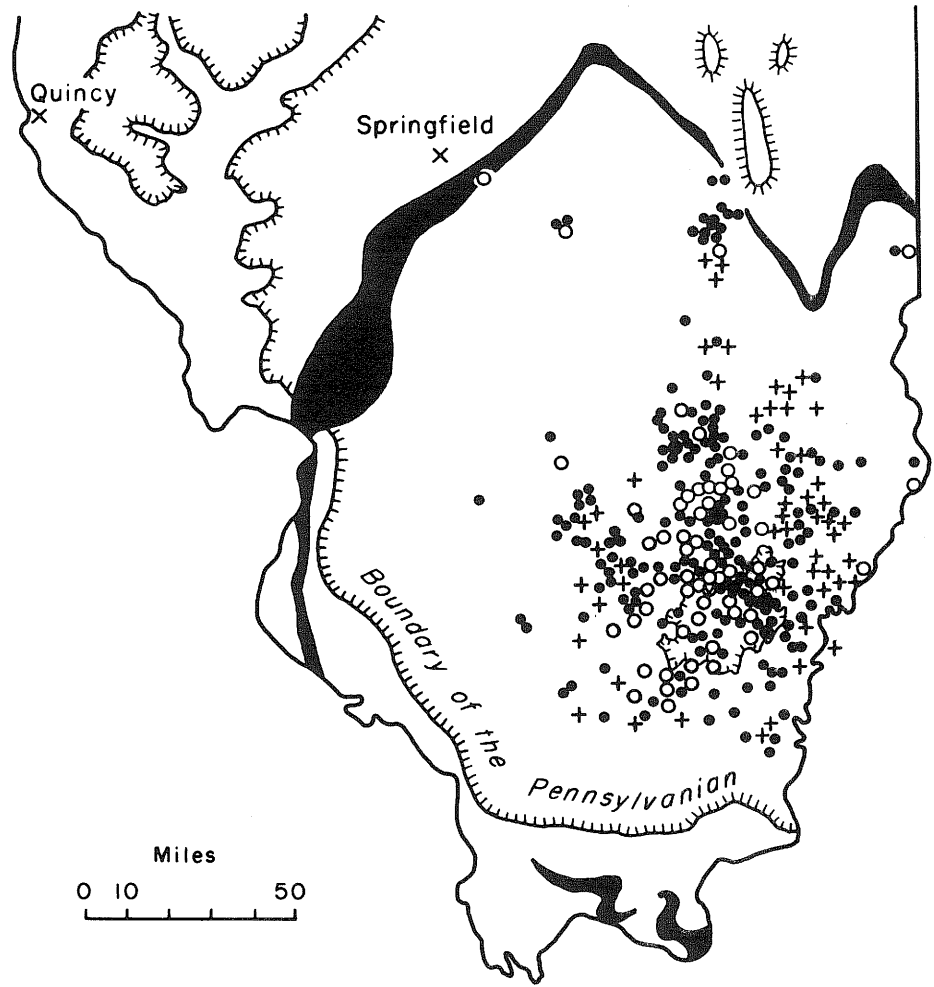 Quincy
Springfield
Boundary of the
Pennsylvanian
Miles
0 10 50